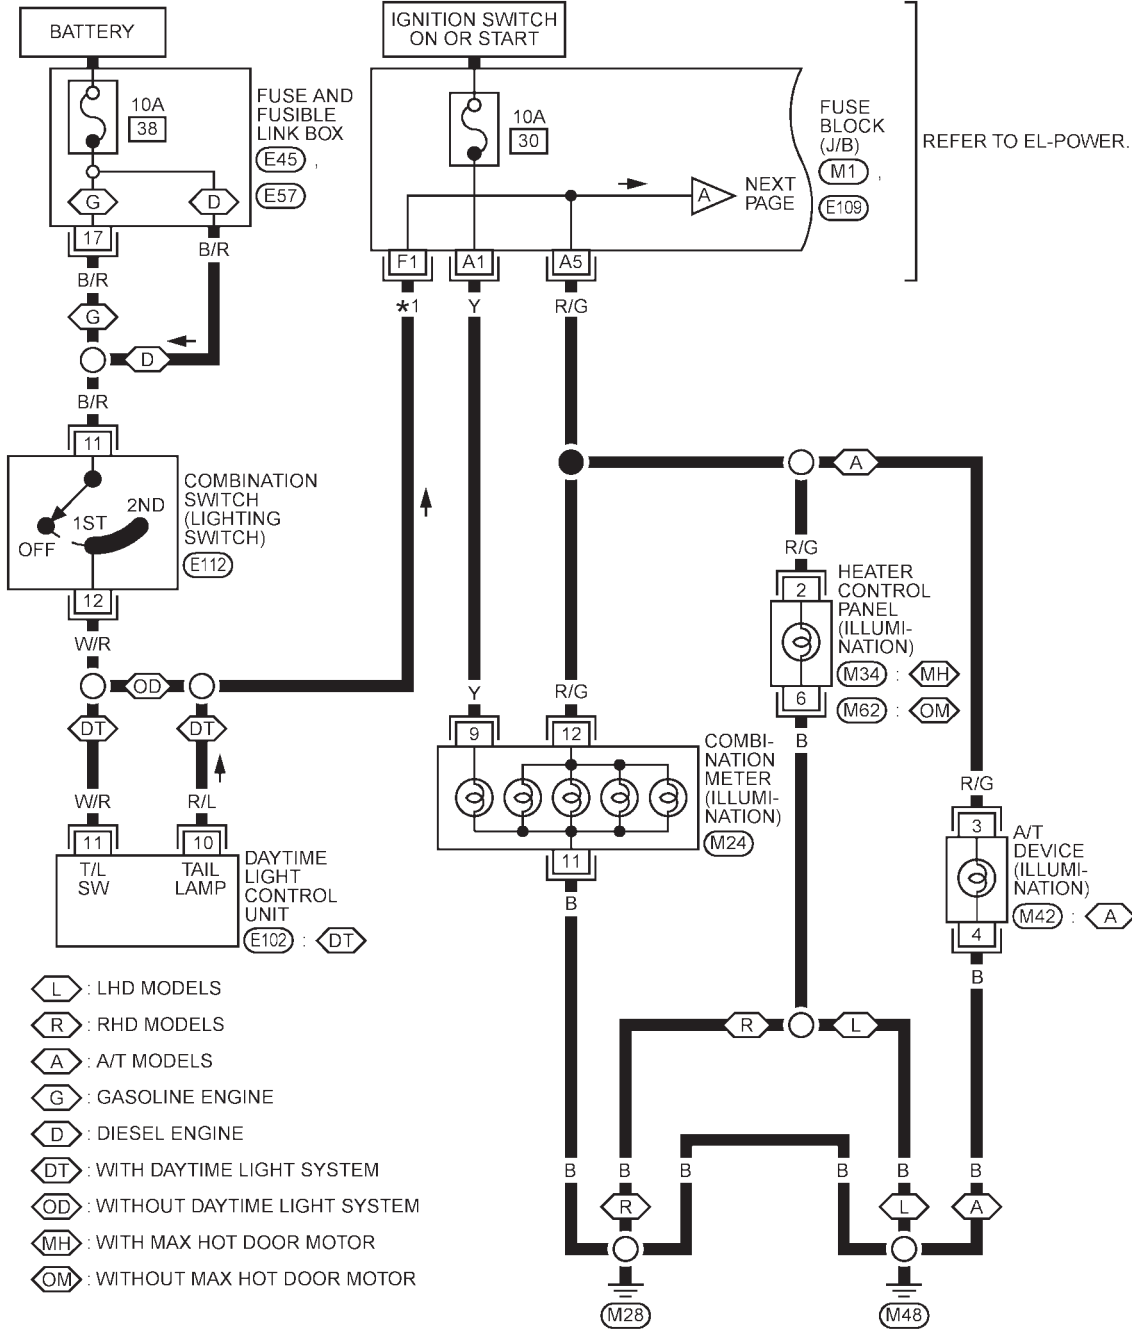 BATTERY
IGNITION SWITCH
ON OR START
10A
38
FUSE AND
FUSIBLE
LINK BOX
E45 ,
E57
G
D
17
B/R
B/R
G
D
B/R
10A
30
FUSE
BLOCK
(J/B)
M1 ,
E109
REFER TO EL-POWER.
A
NEXT
PAGE
F1
A1
A5
*1
Y
R/G
11
COMBINATION
SWITCH
(LIGHTING
SWITCH)
E112
OFF
1ST
2ND
12
W/R
OD
DT
DT
W/R
R/L
11
10
T/L
SW
TAIL
LAMP
DAYTIME
LIGHT
CONTROL
UNIT
E102 : DT
A
R/G
2
HEATER
CONTROL
PANEL
(ILLUMI-
NATION)
M34 : MH
M62 : OM
6
B
Y
R/G
9
12
COMBI-
NATION
METER
(ILLUMI-
NATION)
M24
11
B
R/G
3
A/T
DEVICE
(ILLUMI-
NATION)
M42 : A
4
B
R
L
B
B
B
B
B
B
R
L
A
M28
M48
L : LHD MODELS
R : RHD MODELS
A : A/T MODELS
G : GASOLINE ENGINE
D : DIESEL ENGINE
DT : WITH DAYTIME LIGHT SYSTEM
OD : WITHOUT DAYTIME LIGHT SYSTEM
MH : WITH MAX HOT DOOR MOTOR
OM : WITHOUT MAX HOT DOOR MOTOR